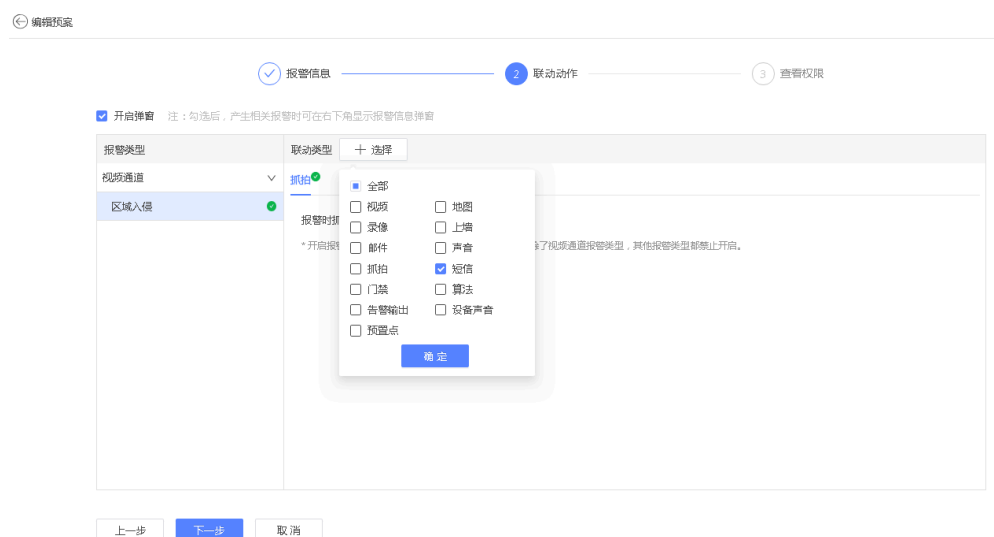 编辑预案
报警信息
2 联动动作
3 查看权限
开启弹窗 注：勾选后，产生相关报警时可在右下角显示报警信息弹窗
报警类型
联动类型 + 选择
视频通道
抓拍
区域入侵
全部
视频 地图
录像 上墙
邮件 声音
抓拍 短信
门禁 算法
告警输出 设备声音
预置点
确定
报警时抓
*开启报警 了视频通道报警类型，其他报警类型都禁止开启。
上一步 下一步 取消